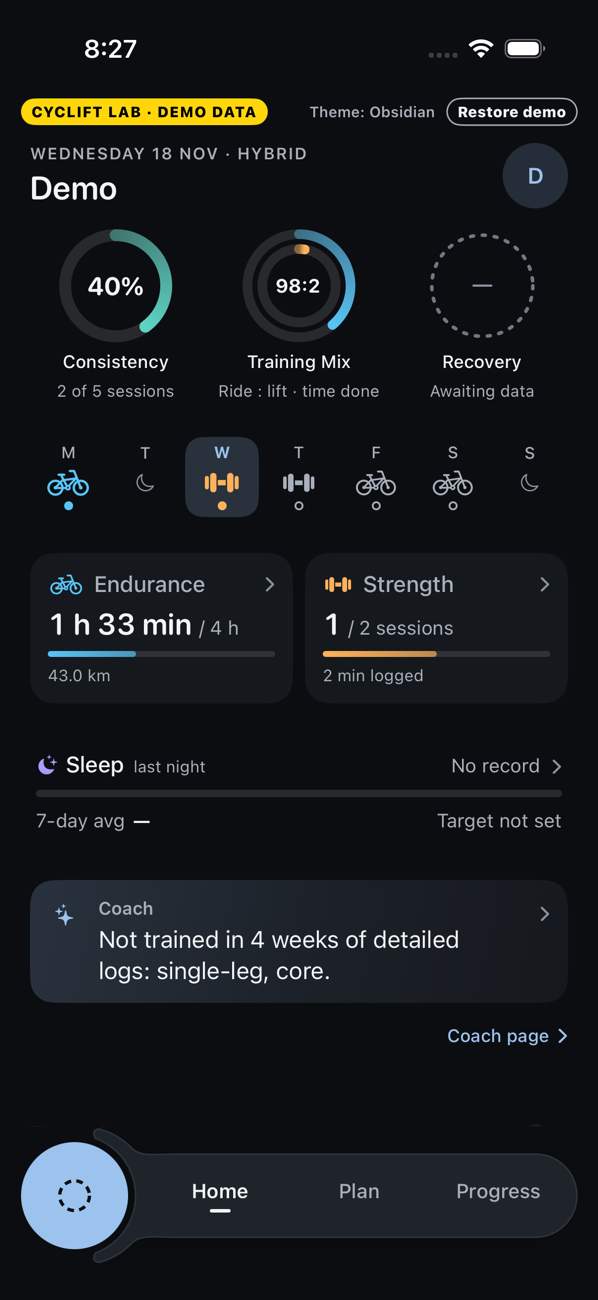 8:27
CYCLIFT LAB · DEMO DATA
Theme: Obsidian
Restore demo
WEDNESDAY 18 NOV · HYBRID
Demo
D
40%
98:2
—
Consistency
Training Mix
Recovery
2 of 5 sessions
Ride : lift · time done
Awaiting data
M T W T F S S
Endurance
1 h 33 min / 4 h
43.0 km
Strength
1 / 2 sessions
2 min logged
Sleep last night
No record
7-day avg —
Target not set
Coach
Not trained in 4 weeks of detailed
logs: single-leg, core.
Coach page
Home
Plan
Progress